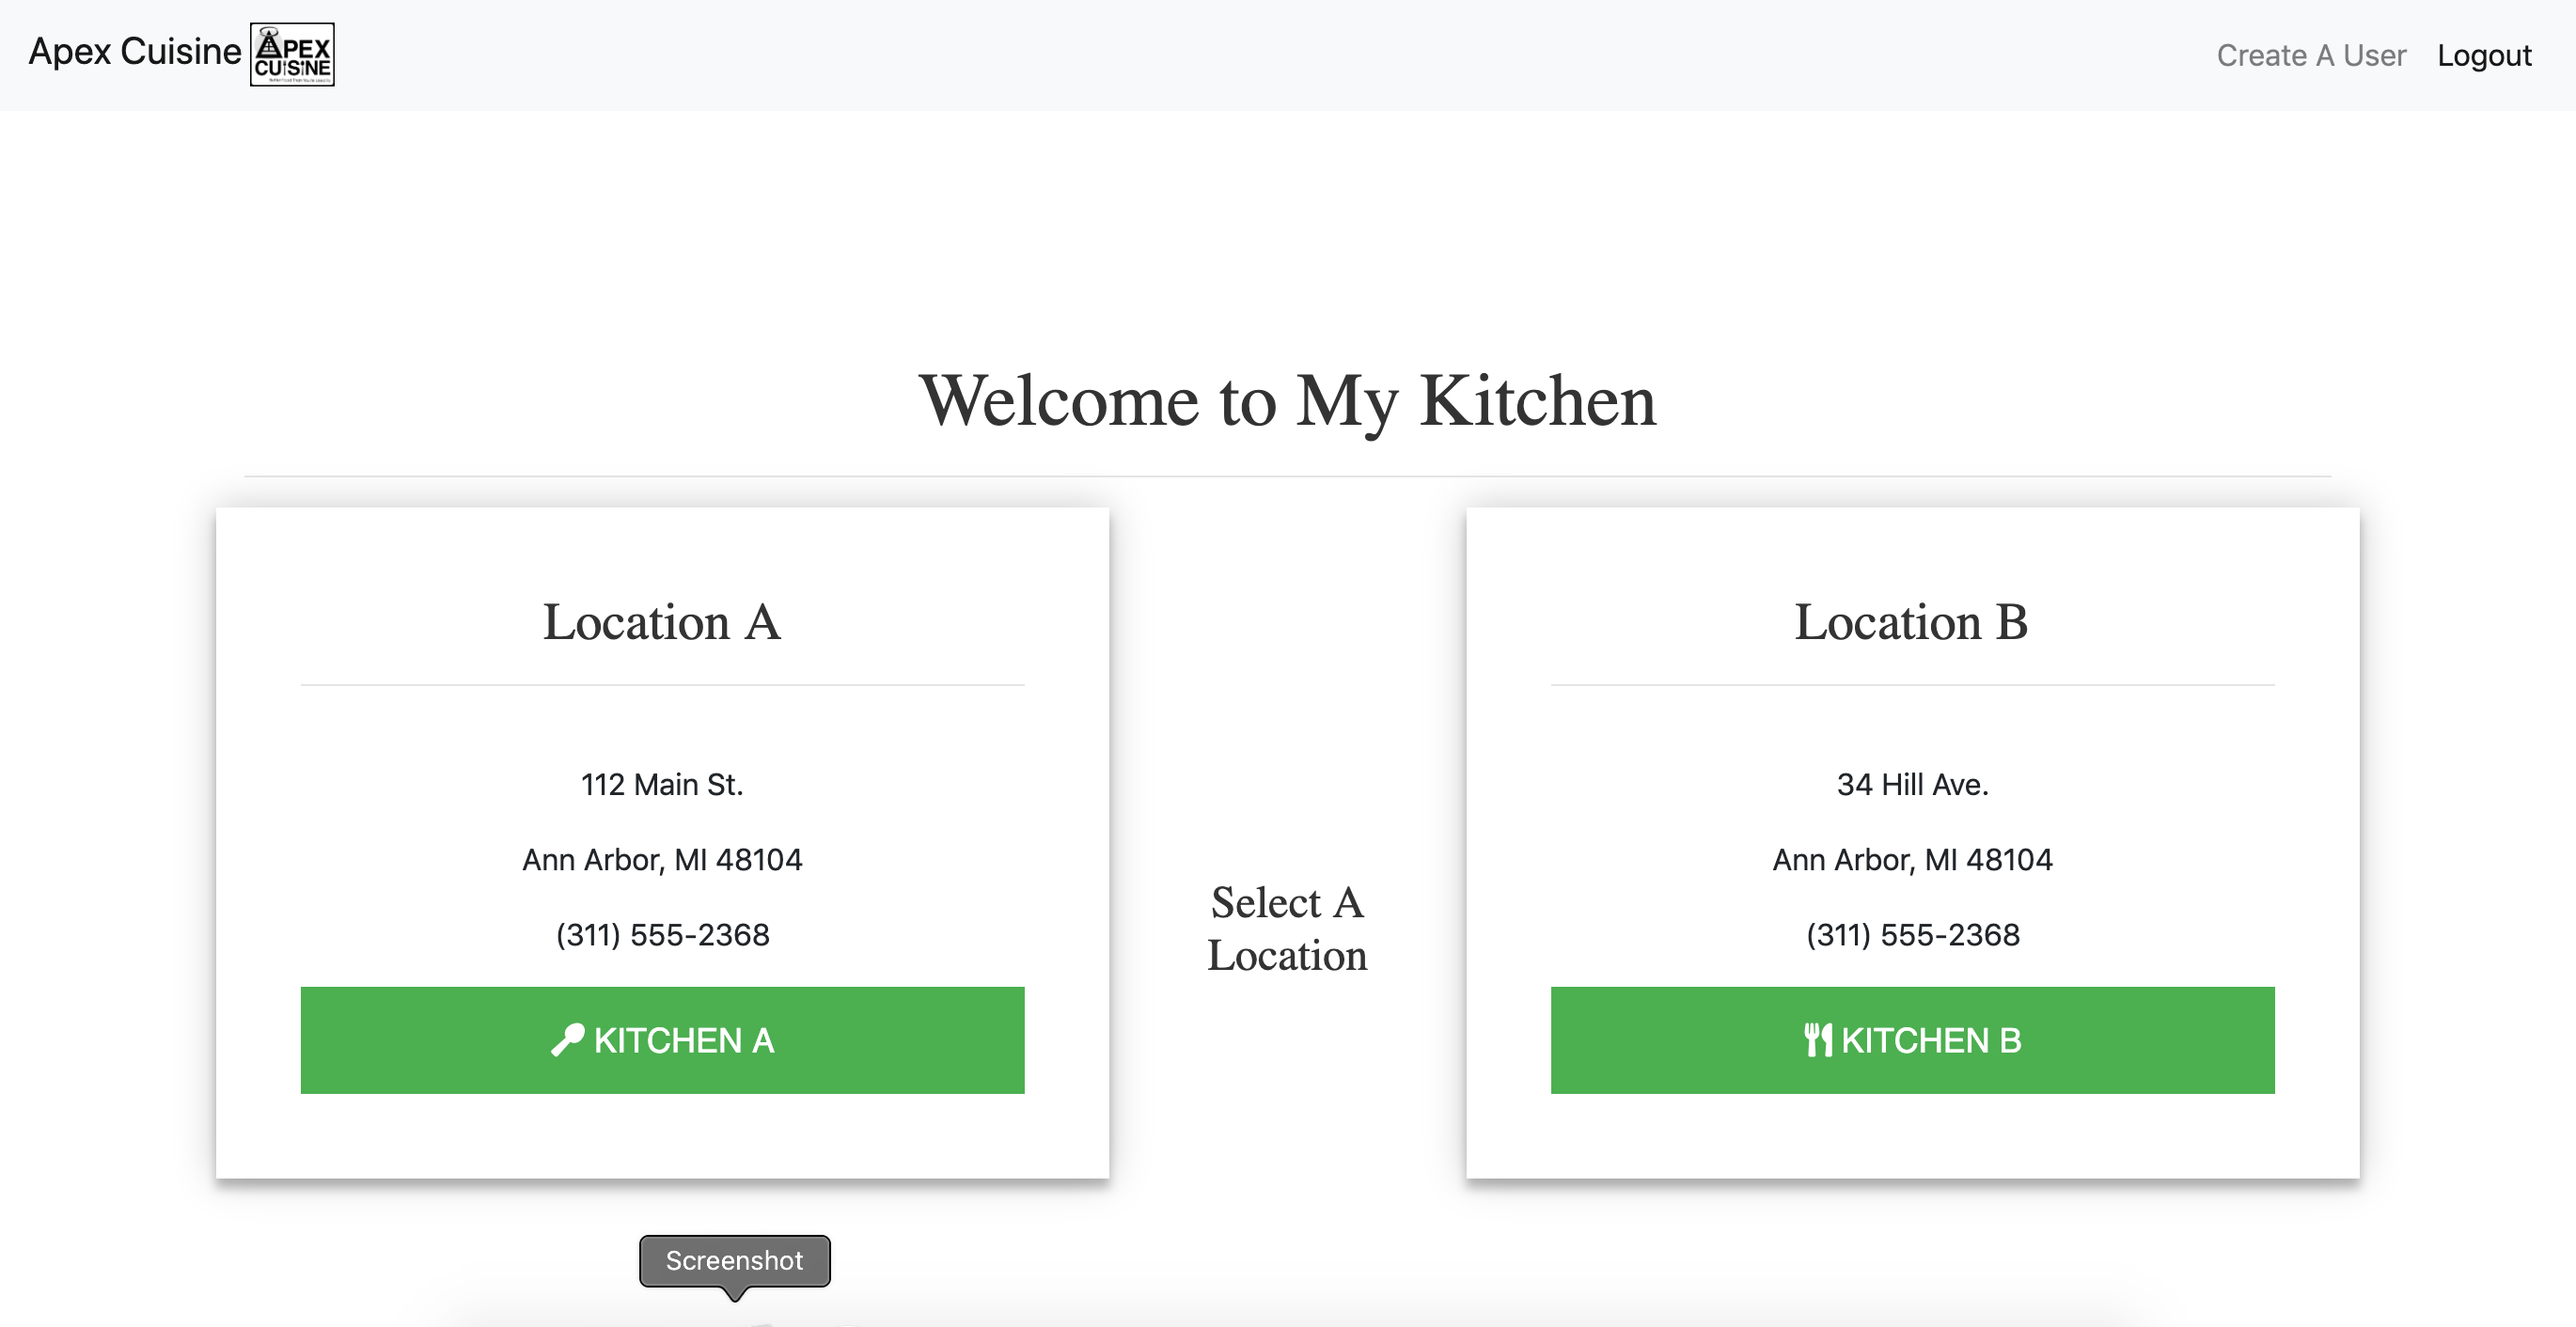 Apex Cuisine
APEX
CUiSiNE
Create A User
Logout
Welcome to My Kitchen
Location A
112 Main St.
Ann Arbor, MI 48104
(311) 555-2368
KITCHEN A
Select A
Location
Location B
34 Hill Ave.
Ann Arbor, MI 48104
(311) 555-2368
KITCHEN B
Screenshot